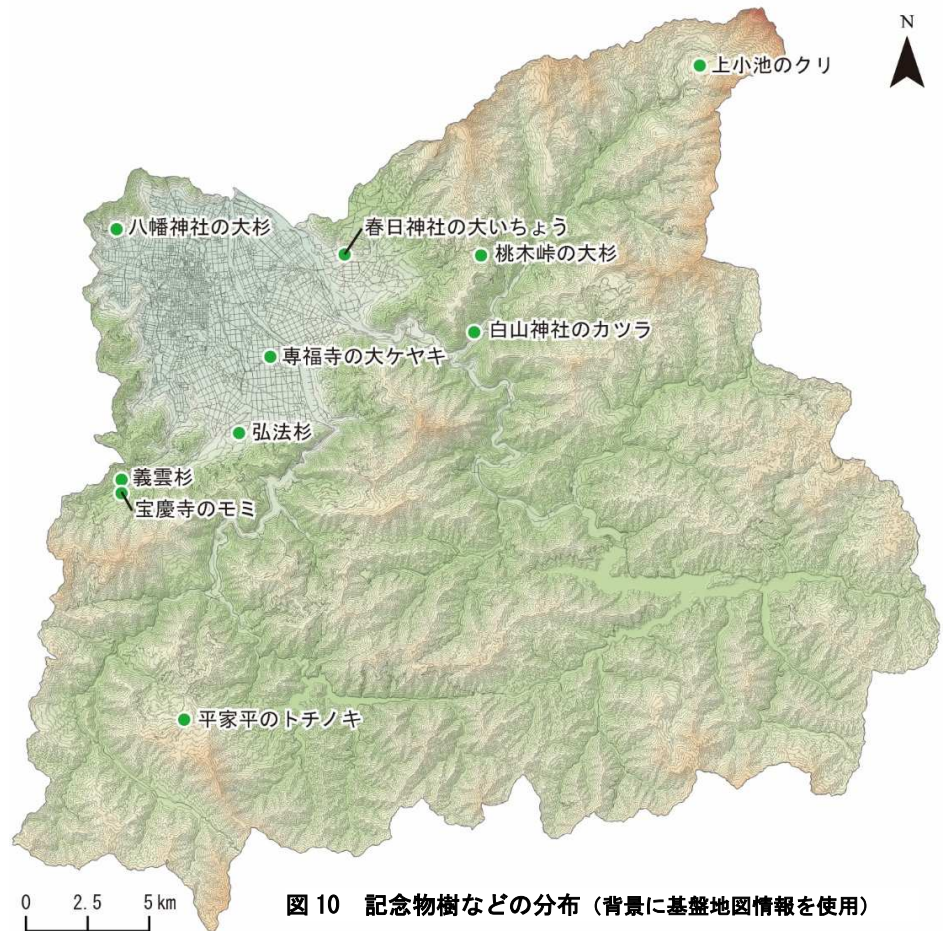 N
上小池のクリ
八幡神社の大杉
春日神社の大いちょう
桃木峠の大杉
白山神社のカツラ
専福寺の大ケヤキ
弘法杉
義雲杉
宝慶寺のモミ
平家平のトチノキ
0 2.5 5km
図10 記念物樹などの分布（背景に基盤地図情報を使用）